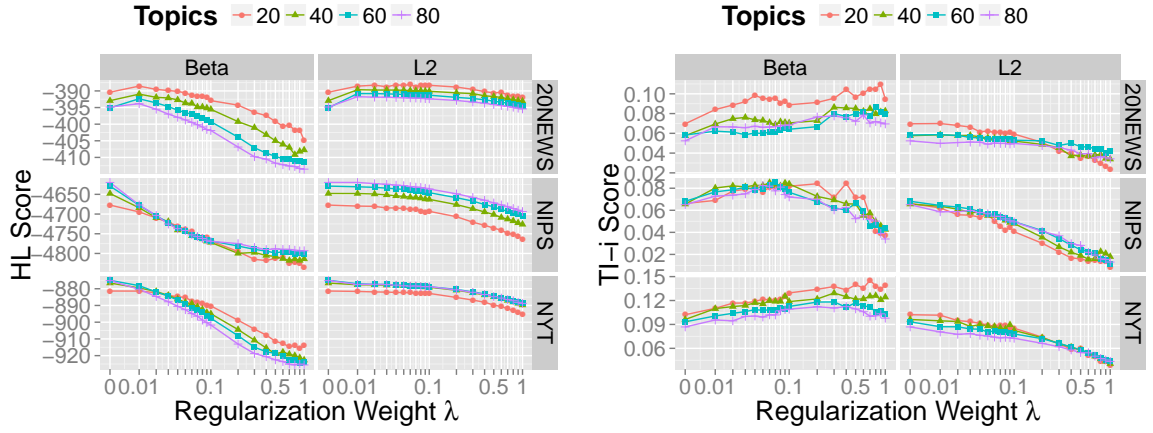 Topics 20 40 60 80
Beta L2
HL Score
−390
−395
−400
−405
−410
20NEWS
−4650
−4700
−4750
−4800
NIPS
−880
−890
−900
−910
−920
NYT
0 0.01 0.1 0.5 1 0 0.01 0.1 0.5 1
Regularization Weight λ
Topics 20 40 60 80
Beta L2
TI−i Score
0.10
0.08
0.06
0.04
0.02
20NEWS
0.08
0.06
0.04
0.02
NIPS
0.15
0.12
0.09
0.06
NYT
0 0.01 0.1 0.5 1 0 0.01 0.1 0.5 1
Regularization Weight λ